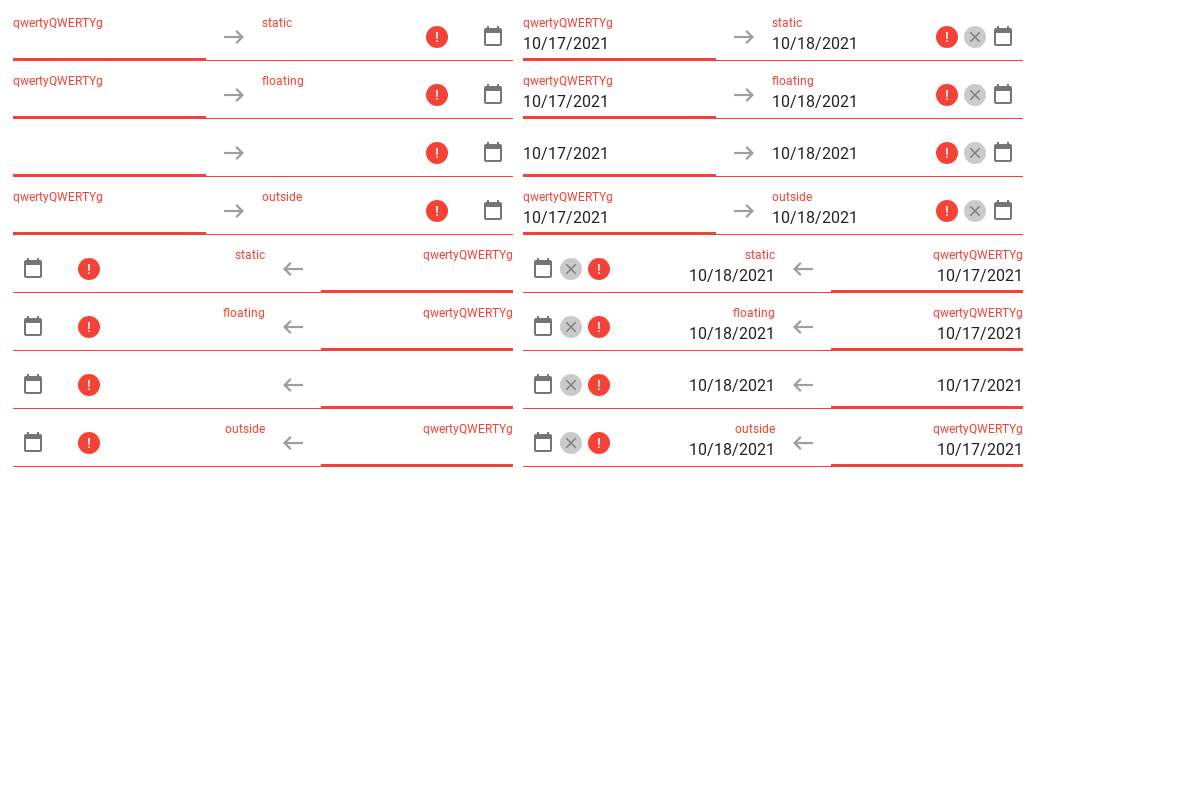 qwertyQWERTYg static qwertyQWERTYg static
10/17/2021 10/18/2021
qwertyQWERTYg floating qwertyQWERTYg floating
10/17/2021 10/18/2021
10/17/2021 10/18/2021
qwertyQWERTYg outside qwertyQWERTYg outside
10/17/2021 10/18/2021
static qwertyQWERTYg static qwertyQWERTYg
10/18/2021 10/17/2021
floating qwertyQWERTYg floating qwertyQWERTYg
10/18/2021 10/17/2021
10/18/2021 10/17/2021
outside qwertyQWERTYg outside qwertyQWERTYg
10/18/2021 10/17/2021